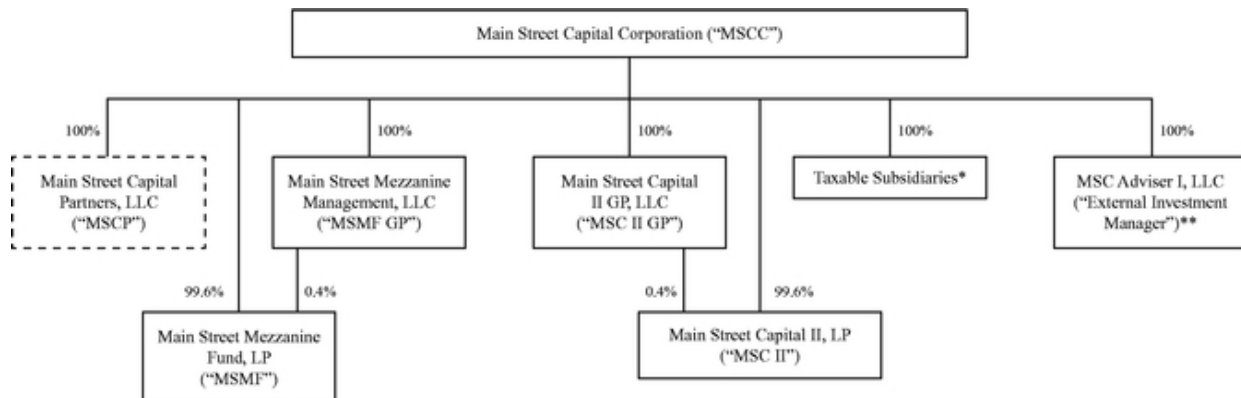 Main Street Capital Corporation (“MSCC”)
100%
100%
100%
100%
100%
Main Street Capital
Partners, LLC
(“MSCP”)
Main Street Mezzanine
Management, LLC
(“MSMF GP”)
Main Street Capital
II GP, LLC
(“MSC II GP”)
Taxable Subsidiaries*
MSC Adviser I, LLC
(“External Investment
Manager”)**
99.6%
0.4%
0.4%
99.6%
Main Street Mezzanine
Fund, LP
(“MSMF”)
Main Street Capital II, LP
(“MSC II”)